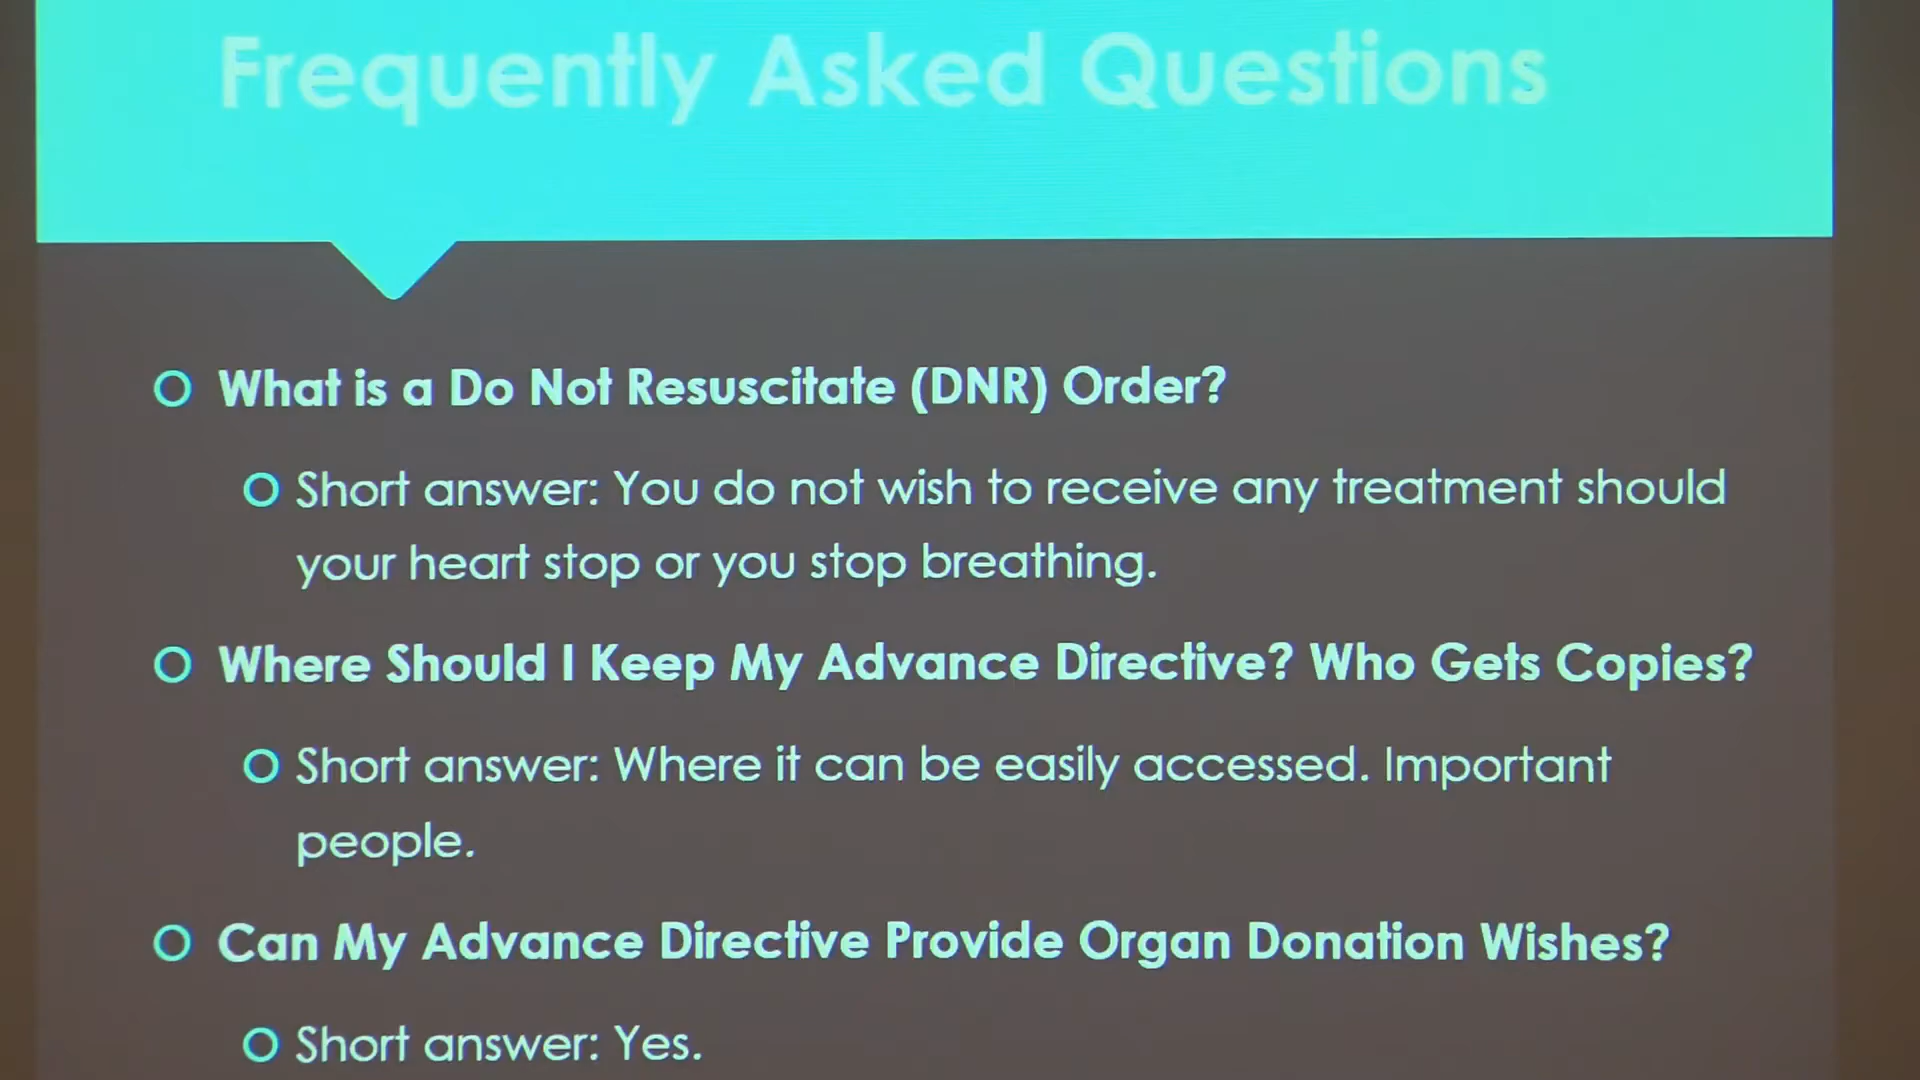 Frequently Asked Questions
What is a Do Not Resuscitate (DNR) Order?
Short answer: You do not wish to receive any treatment should
your heart stop or you stop breathing.
Where Should I Keep My Advance Directive? Who Gets Copies?
Short answer: Where it can be easily accessed. Important
people.
Can My Advance Directive Provide Organ Donation Wishes?
Short answer: Yes.